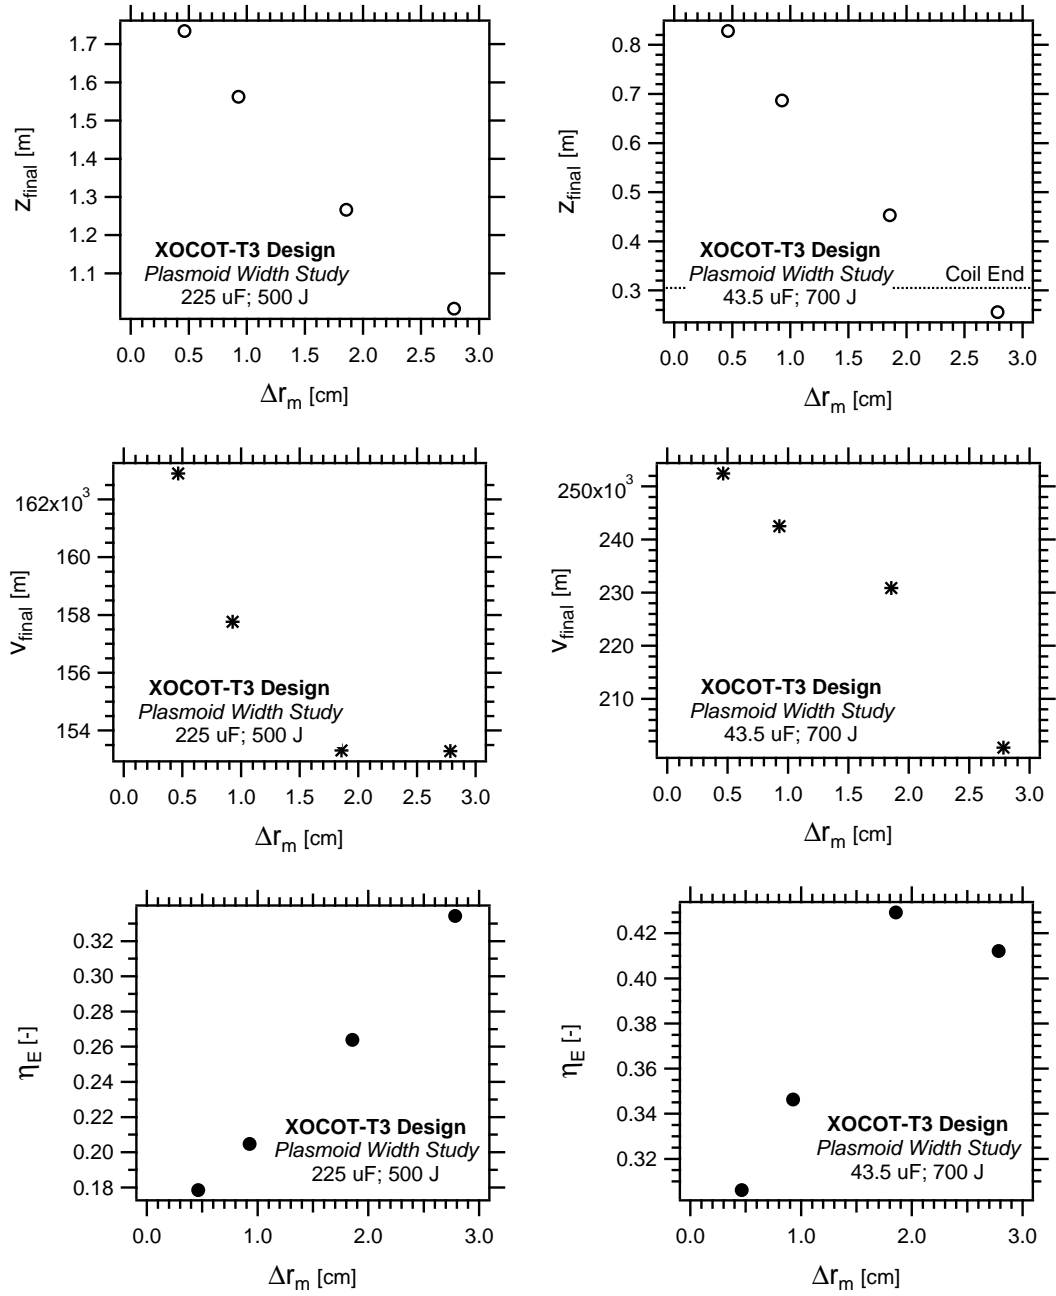 1.7
1.6
1.5
1.4
1.3
1.2
1.1
z_final [m]
XOCOT-T3 Design
Plasmoid Width Study
225 uF; 500 J
0.0 0.5 1.0 1.5 2.0 2.5 3.0
Δr_m [cm]
0.8
0.7
0.6
0.5
0.4
0.3
z_final [m]
XOCOT-T3 Design
Plasmoid Width Study
43.5 uF; 700 J
Coil End
0.0 0.5 1.0 1.5 2.0 2.5 3.0
Δr_m [cm]
162x10³
160
158
156
154
v_final [m]
XOCOT-T3 Design
Plasmoid Width Study
225 uF; 500 J
0.0 0.5 1.0 1.5 2.0 2.5 3.0
Δr_m [cm]
250x10³
240
230
220
210
v_final [m]
XOCOT-T3 Design
Plasmoid Width Study
43.5 uF; 700 J
0.0 0.5 1.0 1.5 2.0 2.5 3.0
Δr_m [cm]
0.32
0.30
0.28
0.26
0.24
0.22
0.20
0.18
η_E [-]
XOCOT-T3 Design
Plasmoid Width Study
225 uF; 500 J
0.0 1.0 2.0 3.0
Δr_m [cm]
0.42
0.40
0.38
0.36
0.34
0.32
η_E [-]
XOCOT-T3 Design
Plasmoid Width Study
43.5 uF; 700 J
0.0 1.0 2.0 3.0
Δr_m [cm]